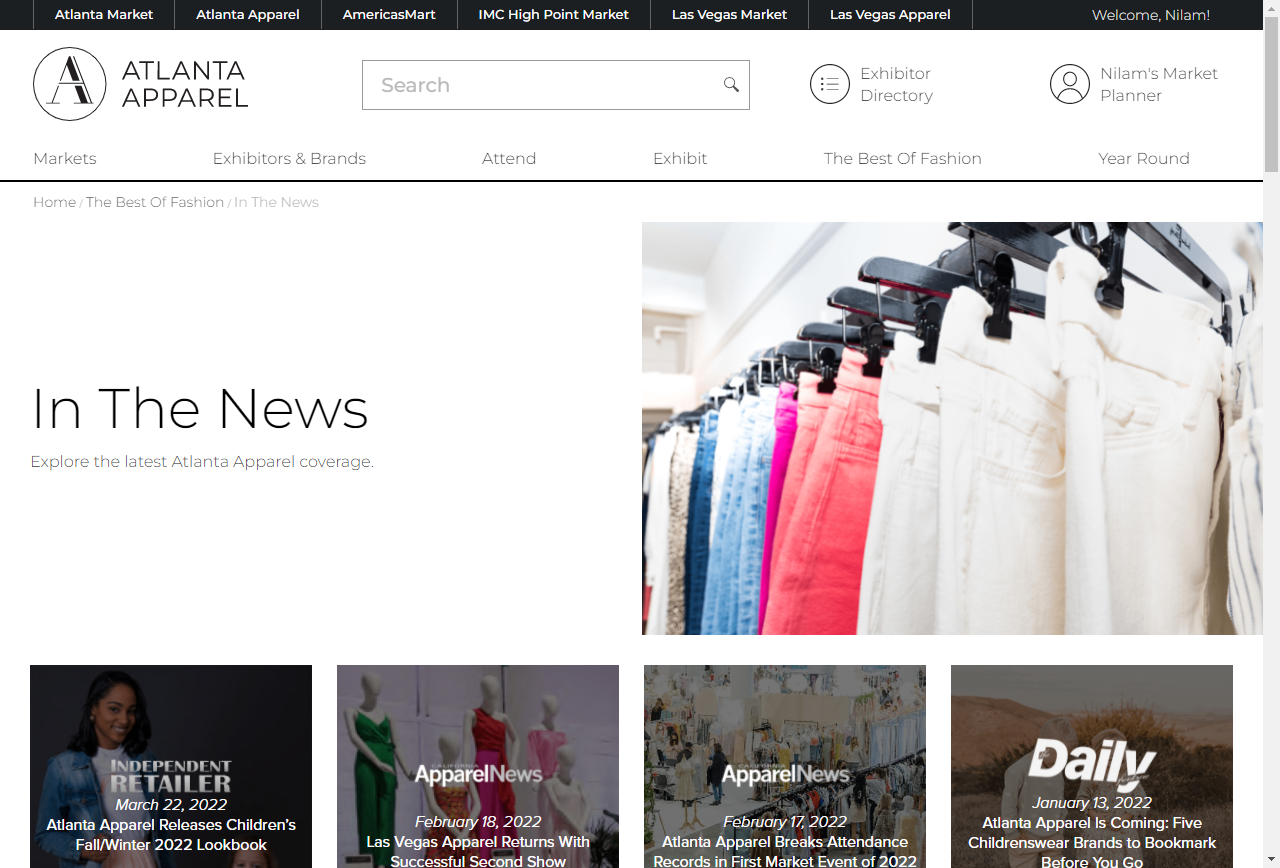 Atlanta Market
Atlanta Apparel
AmericasMart
IMC High Point Market
Las Vegas Market
Las Vegas Apparel
Welcome, Nilam!
ATLANTA
APPAREL
Search
Exhibitor
Directory
Nilam's Market
Planner
Markets
Exhibitors & Brands
Attend
Exhibit
The Best Of Fashion
Year Round
Home / The Best Of Fashion / In The News
In The News
Explore the latest Atlanta Apparel coverage.
INDEPENDENT
RETAILER
March 22, 2022
Atlanta Apparel Releases Children's
Fall/Winter 2022 Lookbook
CALIFORNIA
ApparelNews
February 18, 2022
Las Vegas Apparel Returns With
Successful Second Show
CALIFORNIA
ApparelNews
February 17, 2022
Atlanta Apparel Breaks Attendance
Records in First Market Event of 2022
Daily
January 13, 2022
Atlanta Apparel Is Coming: Five
Childrenswear Brands to Bookmark
Before You Go